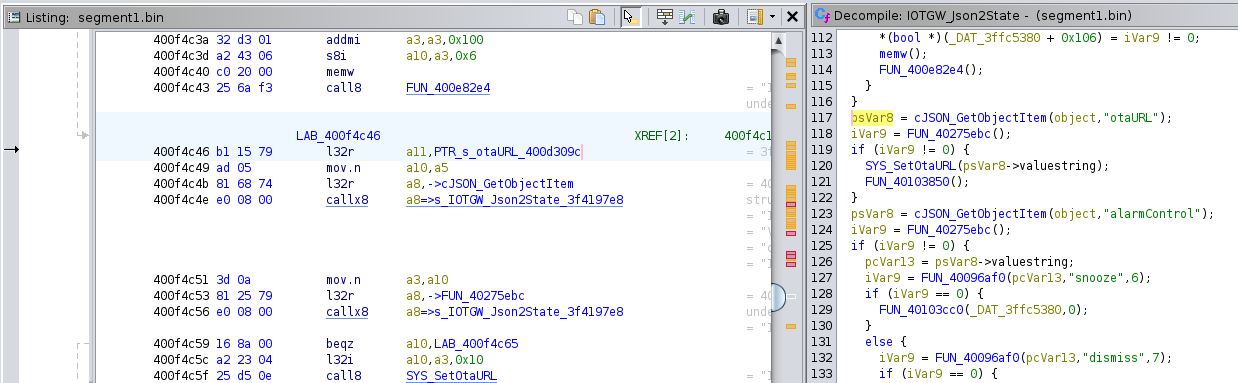 Listing: segment1.bin
400f4c3a 32 d3 01 addmi a3,a3,0x100
400f4c3d a2 43 06 s8i a10,a3,0x6
400f4c40 c0 20 00 memw
400f4c43 25 6a f3 call8 FUN_400e82e4
LAB_400f4c46 XREF[2]: 400f4c1
400f4c46 b1 15 79 l32r a11,PTR_s_otaURL_400d309c = 3f
400f4c49 ad 05 mov.n a10,a5
400f4c4b 81 68 74 l32r a8,->cJSON_GetObjectItem = 40
400f4c4e e0 08 00 callx8 a8=>s_IOTGW_Json2State_3f4197e8 stru
400f4c51 3d 0a mov.n a3,a10
400f4c53 81 25 79 l32r a8,->FUN_40275ebc = 40
400f4c56 e0 08 00 callx8 a8=>s_IOTGW_Json2State_3f4197e8 unde
400f4c59 16 8a 00 beqz a10,LAB_400f4c65
400f4c5c a2 23 04 l32i a10,a3,0x10
400f4c5f 25 d5 0e call8 SYS_SetOtaURL
Decompile: IOTGW_Json2State - (segment1.bin)
112 *(bool *)(_DAT_3ffc5380 + 0x106) = iVar9 != 0;
113 memw();
114 FUN_400e82e4();
115 }
116 }
117 psVar8 = cJSON_GetObjectItem(object,"otaURL");
118 iVar9 = FUN_40275ebc();
119 if (iVar9 != 0) {
120 SYS_SetOtaURL(psVar8->valuestring);
121 FUN_40103850();
122 }
123 psVar8 = cJSON_GetObjectItem(object,"alarmControl");
124 iVar9 = FUN_40275ebc();
125 if (iVar9 != 0) {
126 pcVar13 = psVar8->valuestring;
127 iVar9 = FUN_40096af0(pcVar13,"snooze",6);
128 if (iVar9 == 0) {
129 FUN_40103cc0(_DAT_3ffc5380,0);
130 }
131 else {
132 iVar9 = FUN_40096af0(pcVar13,"dismiss",7);
133 if (iVar9 == 0) {